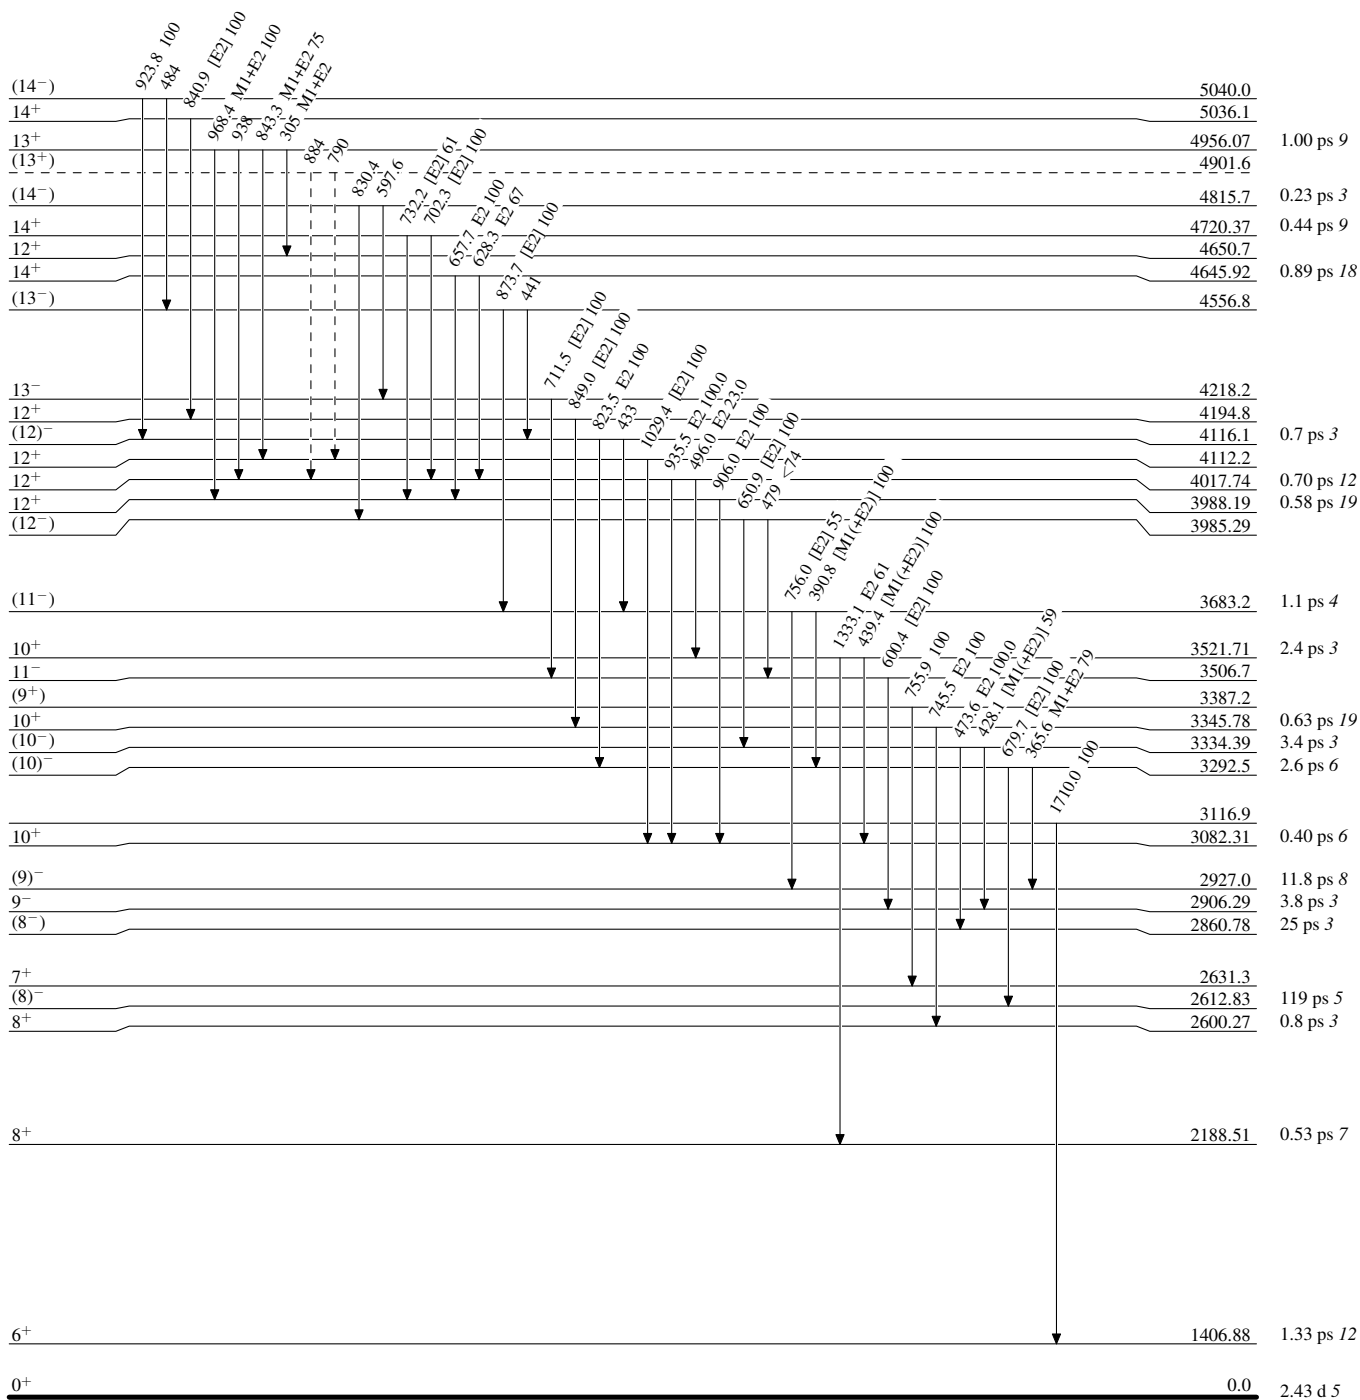 923.8 100
484
840.9 [E2] 100
968.4 M1+E2 100
938
843.3 M1+E2 75
305 M1+E2
884
790
830.4
597.6
732.2 [E2] 61
702.3 [E2] 100
657.7 E2 100
628.3 E2 67
873.7 [E2] 100
441
711.5 [E2] 100
849.0 [E2] 100
823.5 E2 100
433
1029.4 [E2] 100
935.5 E2 100.0
496.0 E2 23.0
906.0 E2 100
650.9 [E2] 100
479 <74
756.0 [E2] 55
390.8 [M1(+E2)] 100
1333.1 E2 61
439.4 [M1(+E2)] 100
600.4 [E2] 100
755.9 100
745.5 E2 100
473.6 E2 100.0
428.1 [M1(+E2)] 59
679.7 [E2] 100
365.6 M1+E2 79
1710.0 100
(14⁻) 5040.0
14⁺ 5036.1
13⁺ 4956.07 1.00 ps 9
(13⁺) 4901.6
(14⁻) 4815.7 0.23 ps 3
14⁺ 4720.37 0.44 ps 9
12⁺ 4650.7
14⁺ 4645.92 0.89 ps 18
(13⁻) 4556.8
13⁻ 4218.2
12⁺ 4194.8
(12)⁻ 4116.1 0.7 ps 3
12⁺ 4112.2
12⁺ 4017.74 0.70 ps 12
12⁺ 3988.19 0.58 ps 19
(12⁻) 3985.29
(11⁻) 3683.2 1.1 ps 4
10⁺ 3521.71 2.4 ps 3
11⁻ 3506.7
(9⁺) 3387.2
10⁺ 3345.78 0.63 ps 19
(10⁻) 3334.39 3.4 ps 3
(10)⁻ 3292.5 2.6 ps 6
3116.9
10⁺ 3082.31 0.40 ps 6
(9)⁻ 2927.0 11.8 ps 8
9⁻ 2906.29 3.8 ps 3
(8⁻) 2860.78 25 ps 3
7⁺ 2631.3
(8)⁻ 2612.83 119 ps 5
8⁺ 2600.27 0.8 ps 3
8⁺ 2188.51 0.53 ps 7
6⁺ 1406.88 1.33 ps 12
0⁺ 0.0 2.43 d 5